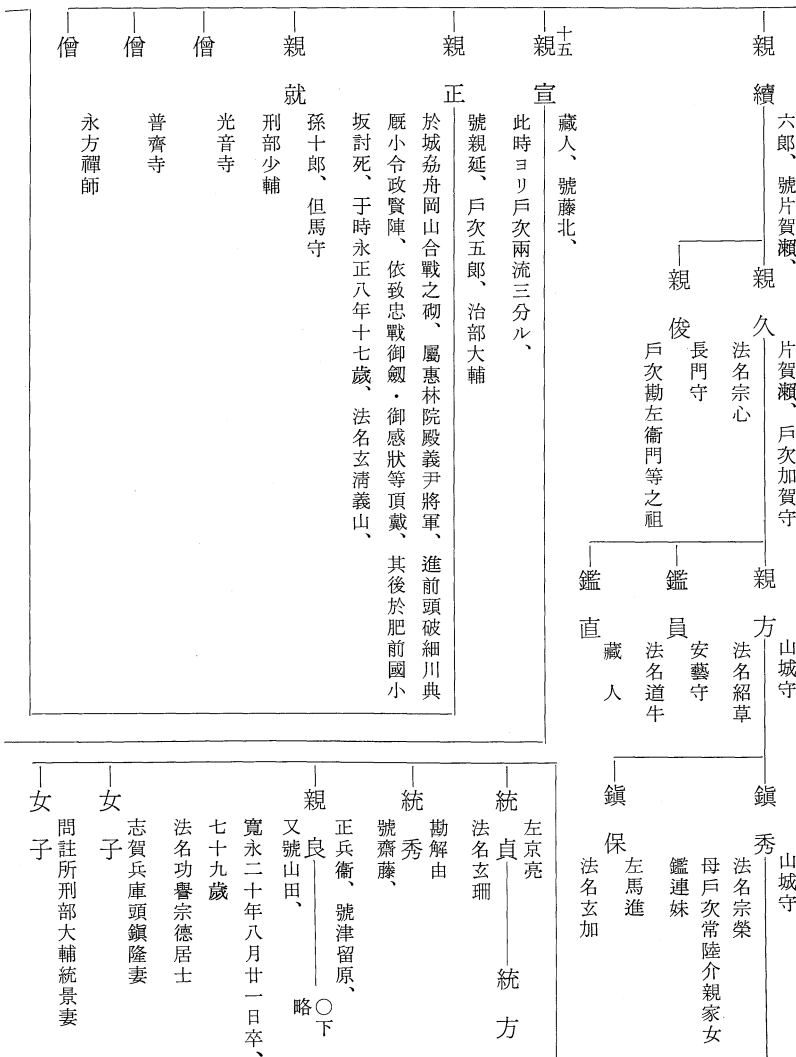 六郎、號片賀瀨、
親續
片賀瀨、戶次加賀守
親久
法名宗心
長門守
親俊
戶次勘左衞門等之祖
山城守
親方
法名紹草
安藝守
鑑員
法名道牛
藏人
鑑直
山城守
鎭秀
法名宗榮
母戶次常陸介親家女
鑑連妹
左馬進
鎭保
法名玄加
藏人、號藤北、
十五
親宣
此時ヨリ戶次兩流三分ル、
號親延、戶次五郎、治部大輔
親正
於城刕舟岡山合戰之砌、屬惠林院殿義尹將軍、進前頭破細川典
厩小令政賢陣、依致忠戰御劔・御感狀等頂戴、其後於肥前國小
坂討死、于時永正八年十七歲、法名玄淸義山、
孫十郎、但馬守
親就
刑部少輔
光音寺
僧
普齊寺
僧
永方禪師
僧
左京亮
統貞
統方
法名玄珊
勘解由
統秀
號齋藤、
正兵衞、號津留原、
親良
○下
略
又號山田、
寬永二十年八月廿一日卒、
七十九歲
法名功譽宗德居士
女子
志賀兵庫頭鎭隆妻
女子
問註所刑部大輔統景妻